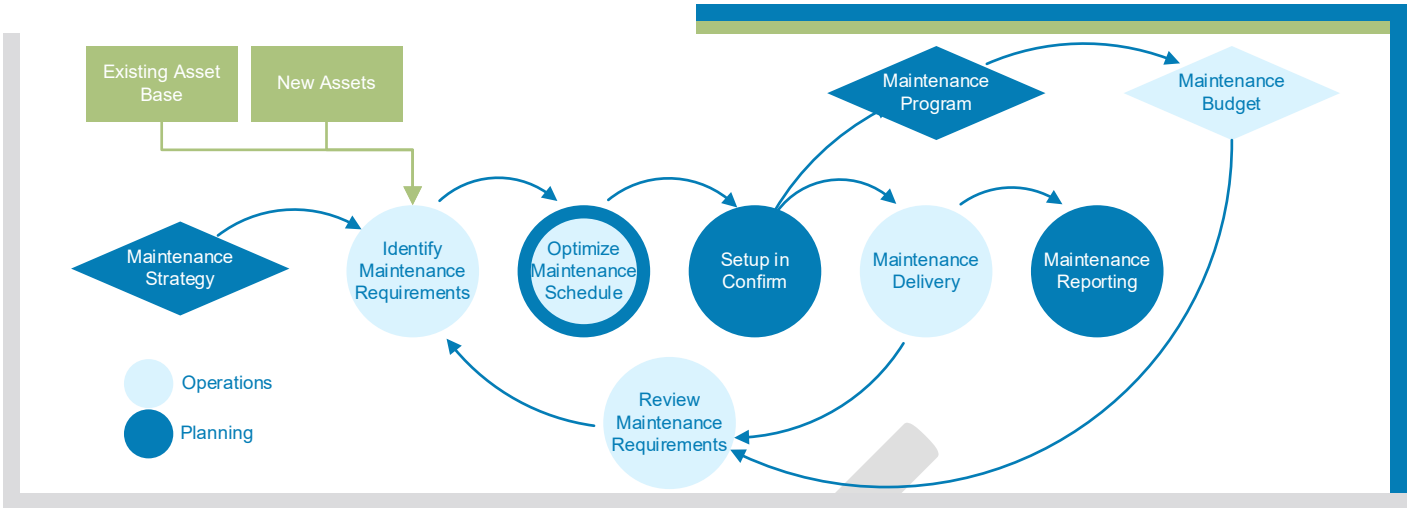 Existing Asset
Base
New Assets
Maintenance
Program
Maintenance
Budget
Maintenance
Strategy
Identify
Maintenance
Requirements
Optimize
Maintenance
Schedule
Setup in
Confirm
Maintenance
Delivery
Maintenance
Reporting
Operations
Planning
Review
Maintenance
Requirements